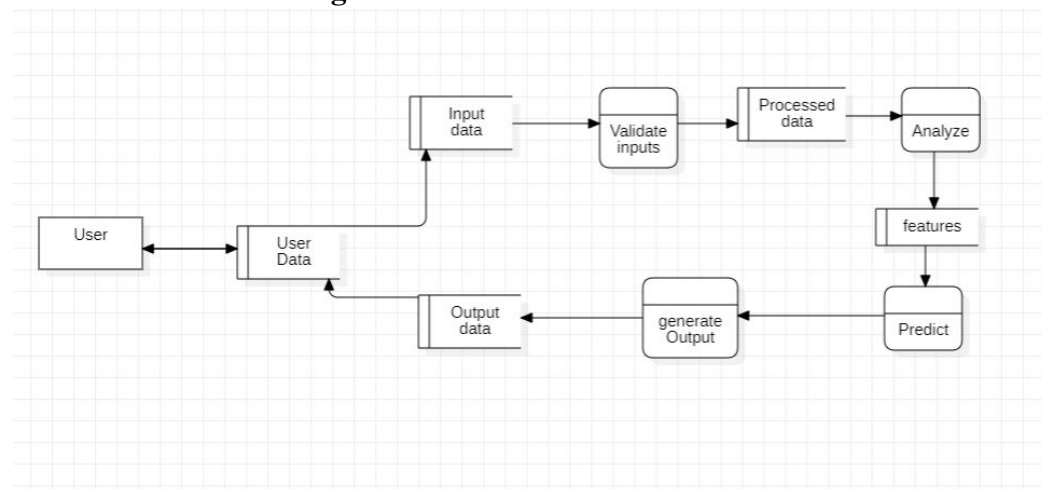 Input
data
Validate
inputs
Processed
data
Analyze
User
User
Data
features
Output
data
generate
Output
Predict